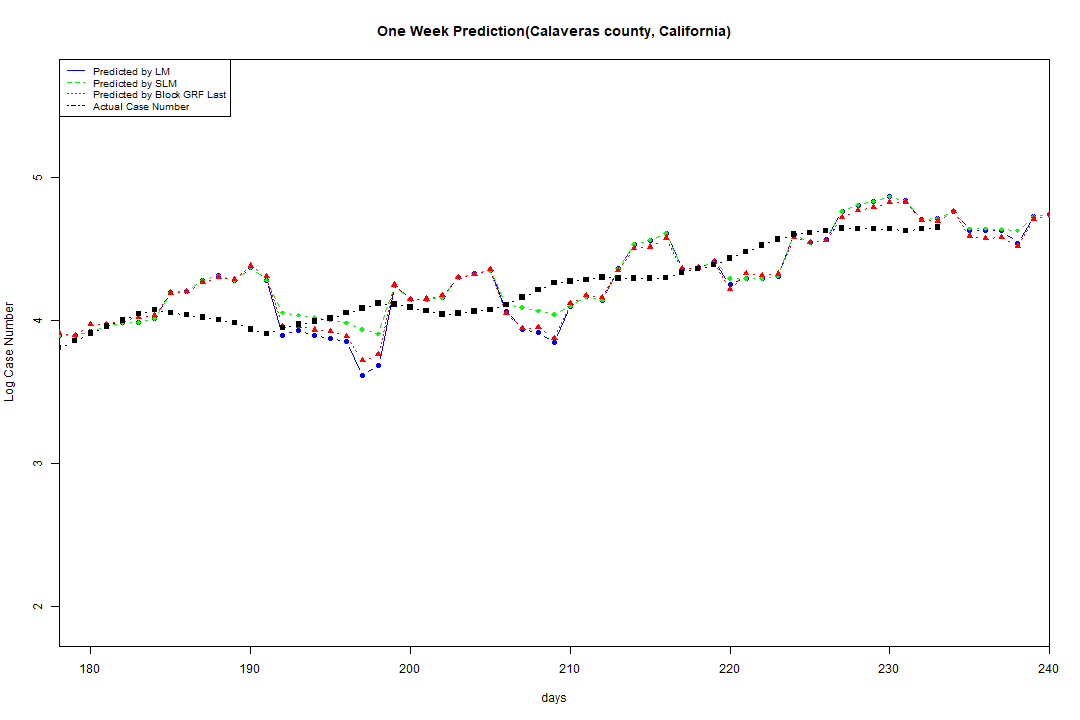 One Week Prediction(Calaveras county, California)
Predicted by LM
Predicted by SLM
Predicted by Block GRF Last
Actual Case Number
5
4
3
2
Log Case Number
180 190 200 210 220 230 240
days